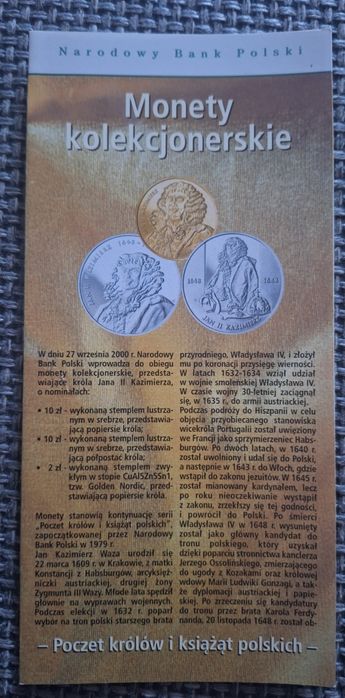 Narodowy Bank Polski
Monety
kolekcjonerskie
W dniu 27 września 2000 r. Narodowy
Bank Polski wprowadza do obiegu
monety kolekcjonerskie, przedsta-
wiające króla Jana II Kazimierza,
o nominałach:
• 10 zł - wykonaną stemplem lustrza-
nym w srebrze, przedstawia-
jącą popiersie króla;
• 10 zł - wykonaną stemplem lustrza-
nym w srebrze, przedstawia-
jącą półpostać króla;
• 2 zł - wykonaną stemplem zwy-
kłym w stopie CuAl5Zn5Sn1,
tzw. Golden Nordic, przed-
stawiającą popiersie króla.
Monety stanowią kontynuację serii
„Poczet królów i książąt polskich",
zapoczątkowanej przez Narodowy
Bank Polski w 1979 r.
Jan Kazimierz Waza urodził się
22 marca 1609 r. w Krakowie, z matki
Konstancji z Habsburgów, arcyksięż-
niczki austriackiej, drugiej żony
Zygmunta III Wazy. Młode lata spędził
głównie na wyprawach wojennych.
Podczas elekcji w 1632 r. poparł
wybór na tron polski starszego brata
przyrodniego, Władysława IV, i złożył
mu po koronacji przysięgę wierności.
W latach 1632-1634 wziął udział
w wojnie smoleńskiej Władysława IV.
W czasie wojny 30-letniej zaciągnął
się, w 1635 r., do armii austriackiej.
Podczas podróży do Hiszpanii w celu
objęcia przyobiecanego stanowiska
wicekróla Portugalii został uwięziony
we Francji jako sprzymierzeniec Habs-
burgów. Po dwóch latach, w 1640 r.
został uwolniony i udał się do Polski,
a następnie w 1643 r. do Włoch, gdzie
wstąpił do zakonu jezuitów. W 1645 r.
został mianowany kardynałem, lecz
po roku nieoczekiwanie wystąpił
z zakonu, zrzekłszy się tej godności,
i powrócił do Polski. Po śmierci
Władysława IV w 1648 r. wysunięty
został jako główny kandydat do
tronu polskiego, który uzyskał
dzięki poparciu stronnictwa kanclerza
Jerzego Ossolińskiego, zmierzającego
do ugody z Kozakami oraz królowej
wdowy Marii Ludwiki Gonzagi, a tak-
że dyplomacji austriackiej i papie-
skiej. Po zrzeczeniu się kandydatury
do tronu przez brata Karola Ferdy-
nanda, 20 listopada 1648 r. został ob-
– Poczet królów i książąt polskich –
JAN II KAZIMIERZ
1648